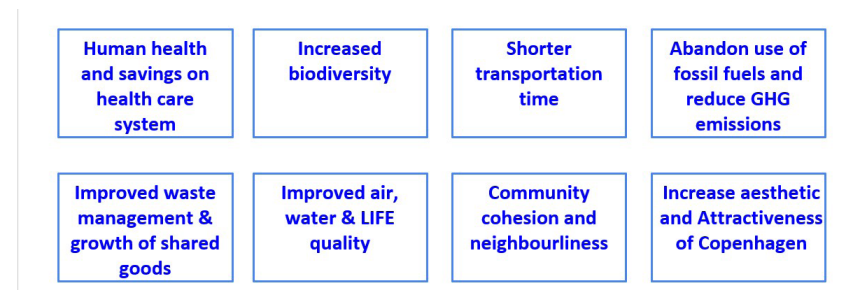 Human health
and savings on
health care
system
Increased
biodiversity
Shorter
transportation
time
Abandon use of
fossil fuels and
reduce GHG
emissions
Improved waste
management &
growth of shared
goods
Improved air,
water & LIFE
quality
Community
cohesion and
neighbourliness
Increase aesthetic
and Attractiveness
of Copenhagen